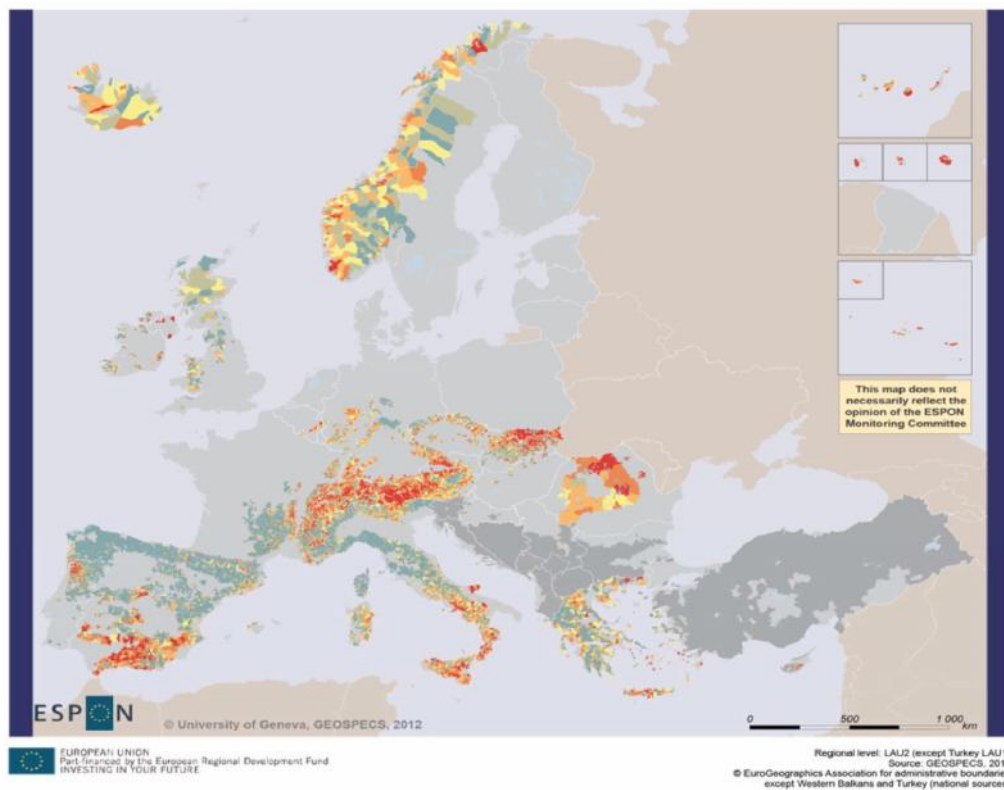 This map does not
necessarily reflect the
opinion of the ESPON
Monitoring Committee
ESPON
© University of Geneva, GEOSPECS, 2012
0 500 1 000
km
EUROPEAN UNION
Part-financed by the European Regional Development Fund
INVESTING IN YOUR FUTURE
Regional level: LAU2 (except Turkey LAU1
Source: GEOSPECS, 201
© EuroGeographics Association for administrative boundarie
except Western Balkans and Turkey (national sources